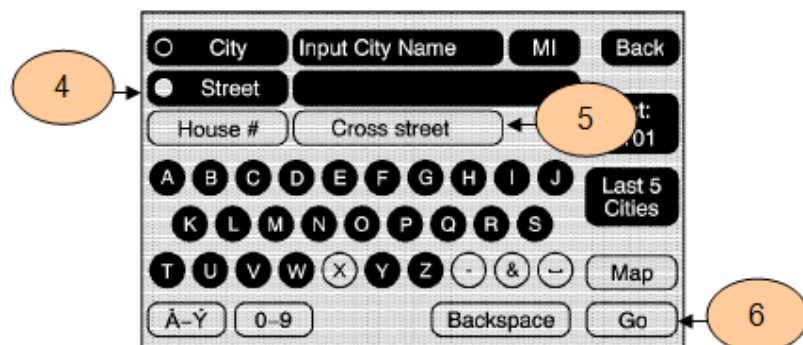 City Input City Name MI Back
4 Street
House # Cross street 5 t:
01
A B C D E F G H I J
Last 5
Cities
K L M N O P Q R S
T U V W X Y Z - & ⌴ Map
Ā–Ý 0–9 Backspace Go 6